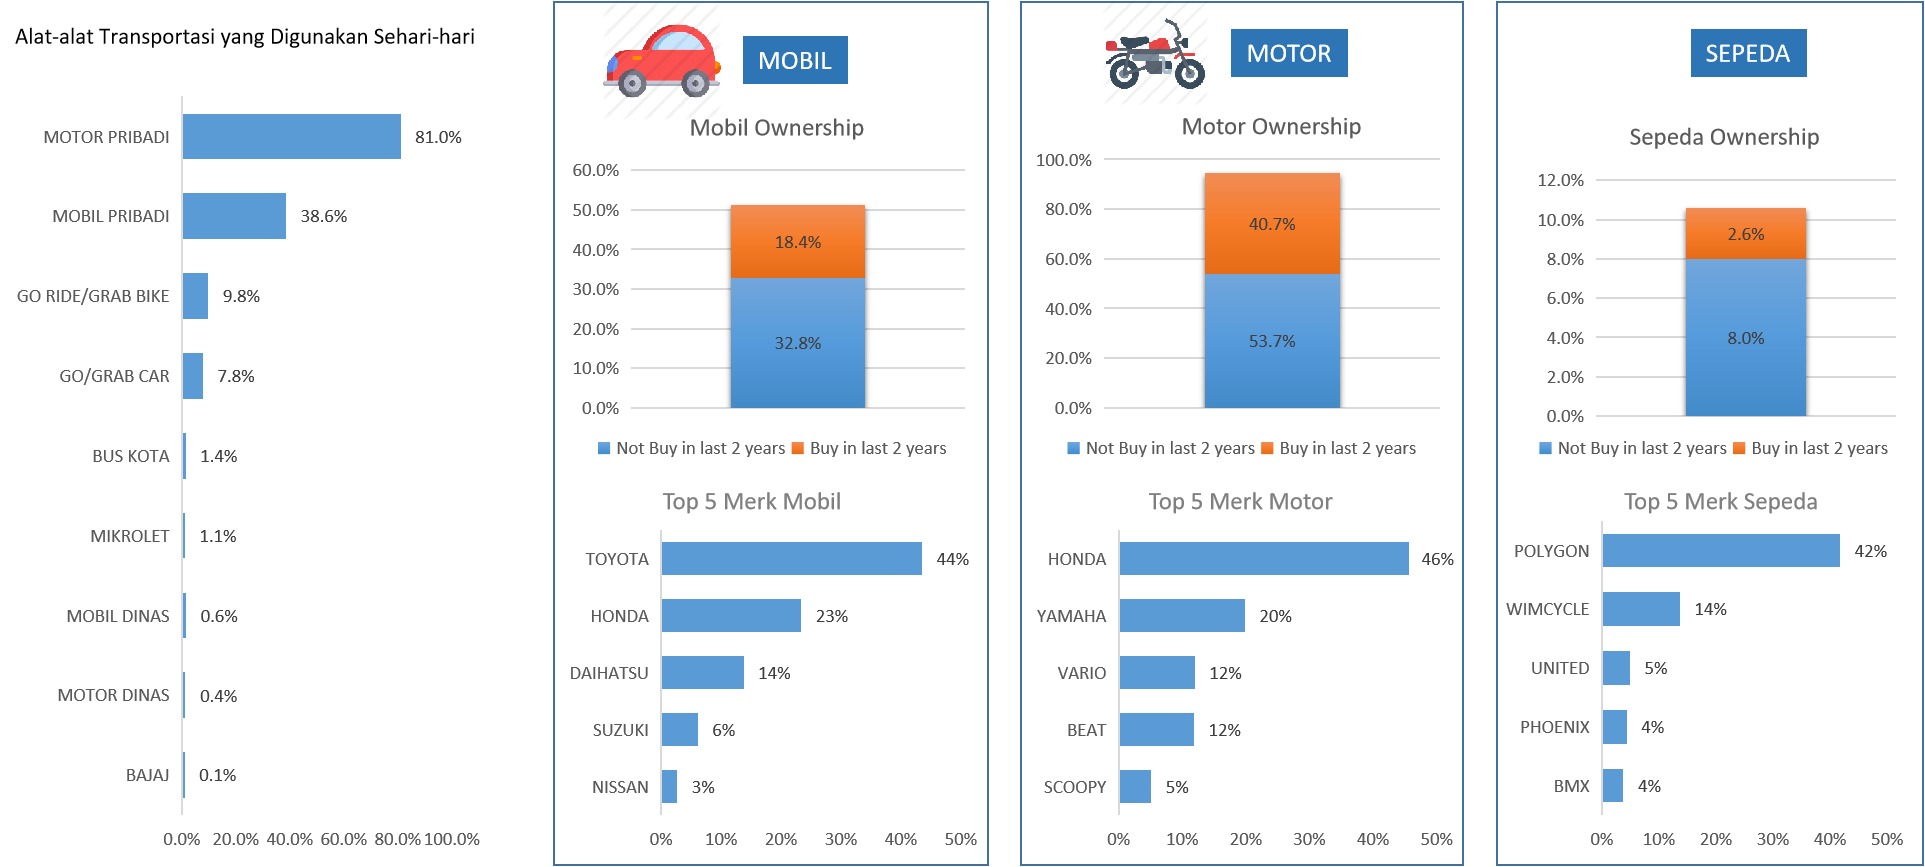 Alat-alat Transportasi yang Digunakan Sehari-hari
MOTOR PRIBADI 81.0%
MOBIL PRIBADI 38.6%
GO RIDE/GRAB BIKE 9.8%
GO/GRAB CAR 7.8%
BUS KOTA 1.4%
MIKROLET 1.1%
MOBIL DINAS 0.6%
MOTOR DINAS 0.4%
BAJAJ 0.1%
0.0% 20.0% 40.0% 60.0% 80.0% 100.0%
MOBIL
Mobil Ownership
60.0%
50.0%
18.4%
40.0%
30.0%
20.0%
32.8%
10.0%
0.0%
Not Buy in last 2 years Buy in last 2 years
Top 5 Merk Mobil
TOYOTA 44%
HONDA 23%
DAIHATSU 14%
SUZUKI 6%
NISSAN 3%
0% 10% 20% 30% 40% 50%
MOTOR
Motor Ownership
100.0%
80.0%
40.7%
60.0%
40.0%
53.7%
20.0%
0.0%
Not Buy in last 2 years Buy in last 2 years
Top 5 Merk Motor
HONDA 46%
YAMAHA 20%
VARIO 12%
BEAT 12%
SCOOPY 5%
0% 10% 20% 30% 40% 50%
SEPEDA
Sepeda Ownership
12.0%
10.0%
2.6%
8.0%
6.0%
4.0%
8.0%
2.0%
0.0%
Not Buy in last 2 years Buy in last 2 years
Top 5 Merk Sepeda
POLYGON 42%
WIMCYCLE 14%
UNITED 5%
PHOENIX 4%
BMX 4%
0% 10% 20% 30% 40% 50%